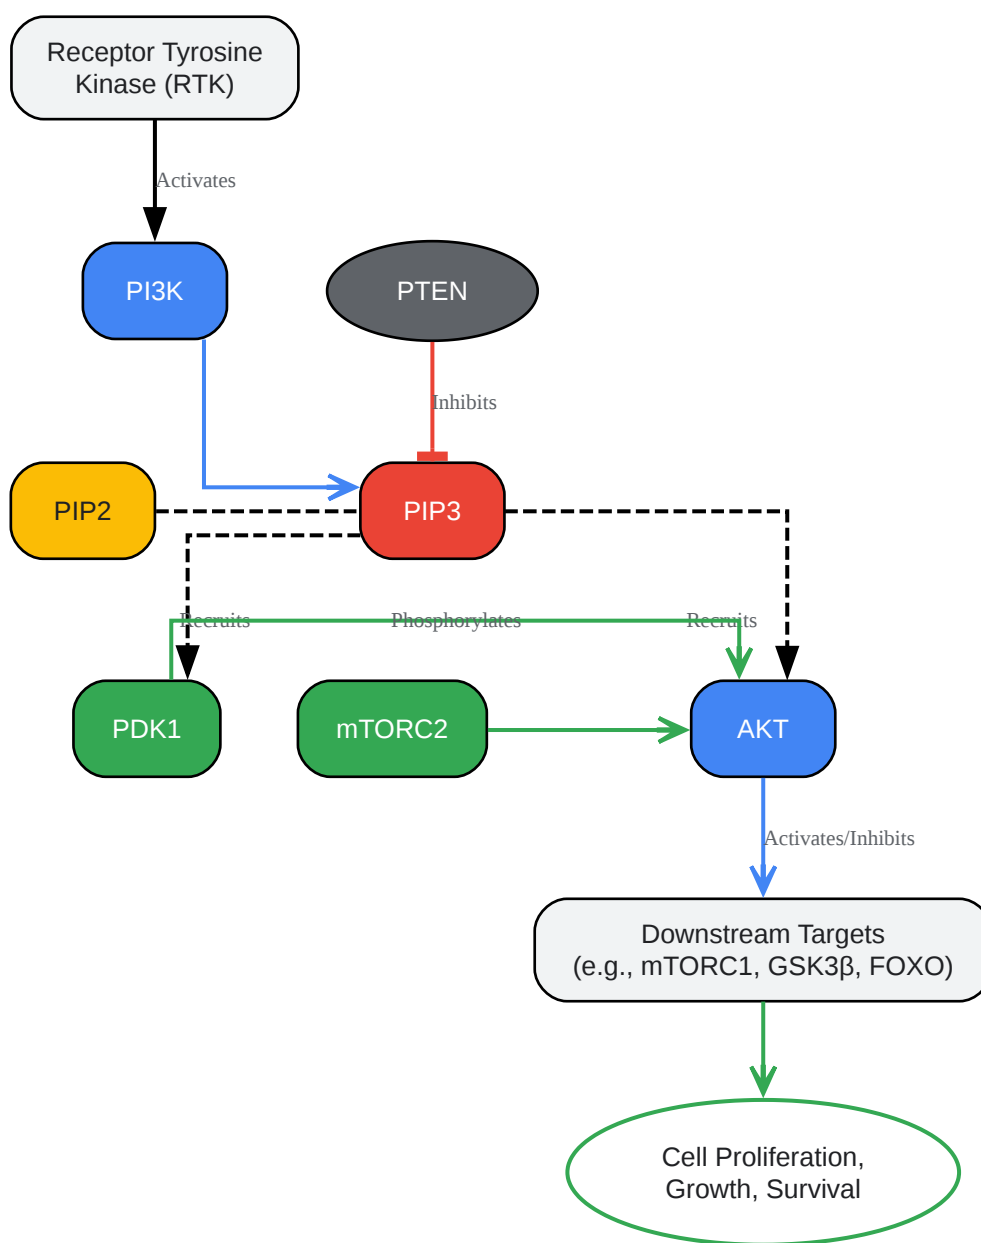 Receptor Tyrosine
Kinase (RTK)
Activates
PI3K
PTEN
Inhibits
PIP2
PIP3
Recruits
Phosphorylates
Recruits
PDK1
mTORC2
AKT
Activates/Inhibits
Downstream Targets
(e.g., mTORC1, GSK3β, FOXO)
Cell Proliferation,
Growth, Survival